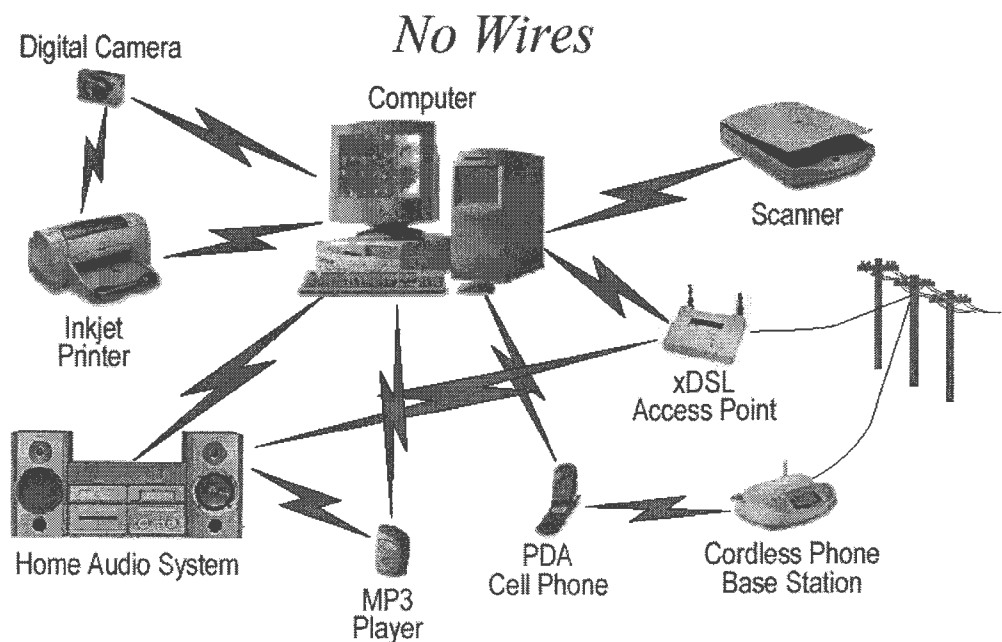 No Wires
Digital Camera
Computer
Scanner
Inkjet
Printer
xDSL
Access Point
Home Audio System
MP3
Player
PDA
Cell Phone
Cordless Phone
Base Station